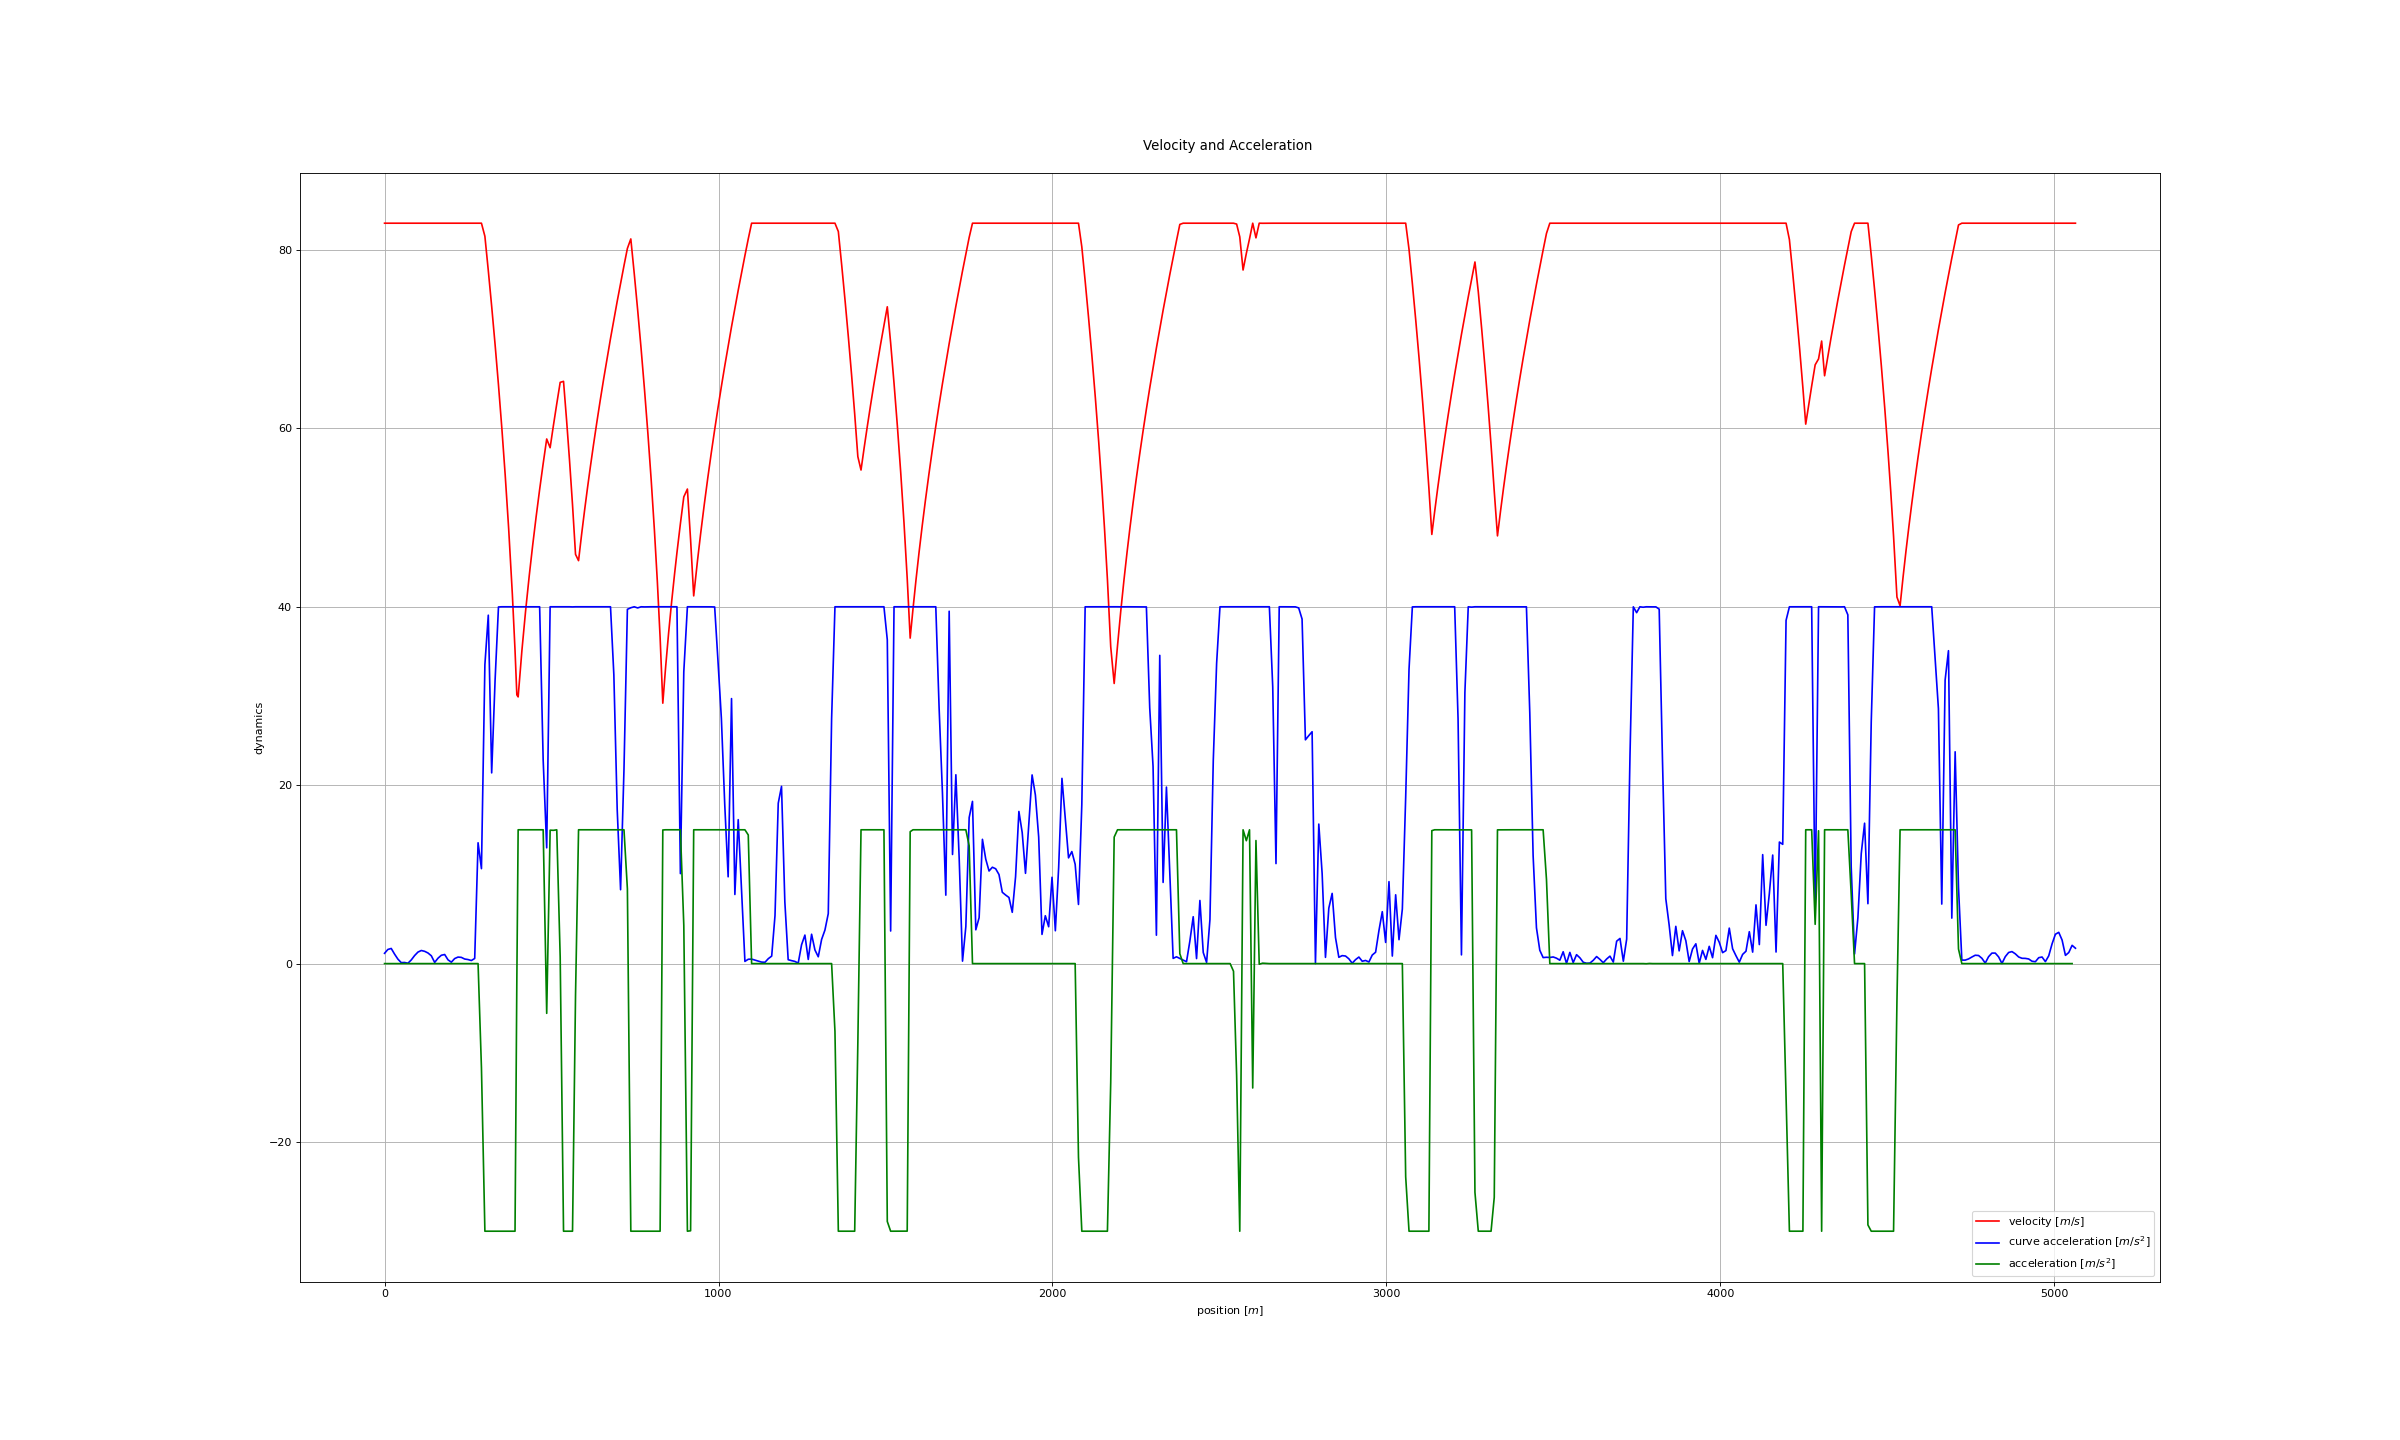 Velocity and Acceleration
80
60
40
20
0
−20
dynamics
0
1000
2000
3000
4000
5000
position [m]
velocity [m/s]
curve acceleration [m/s²]
acceleration [m/s²]